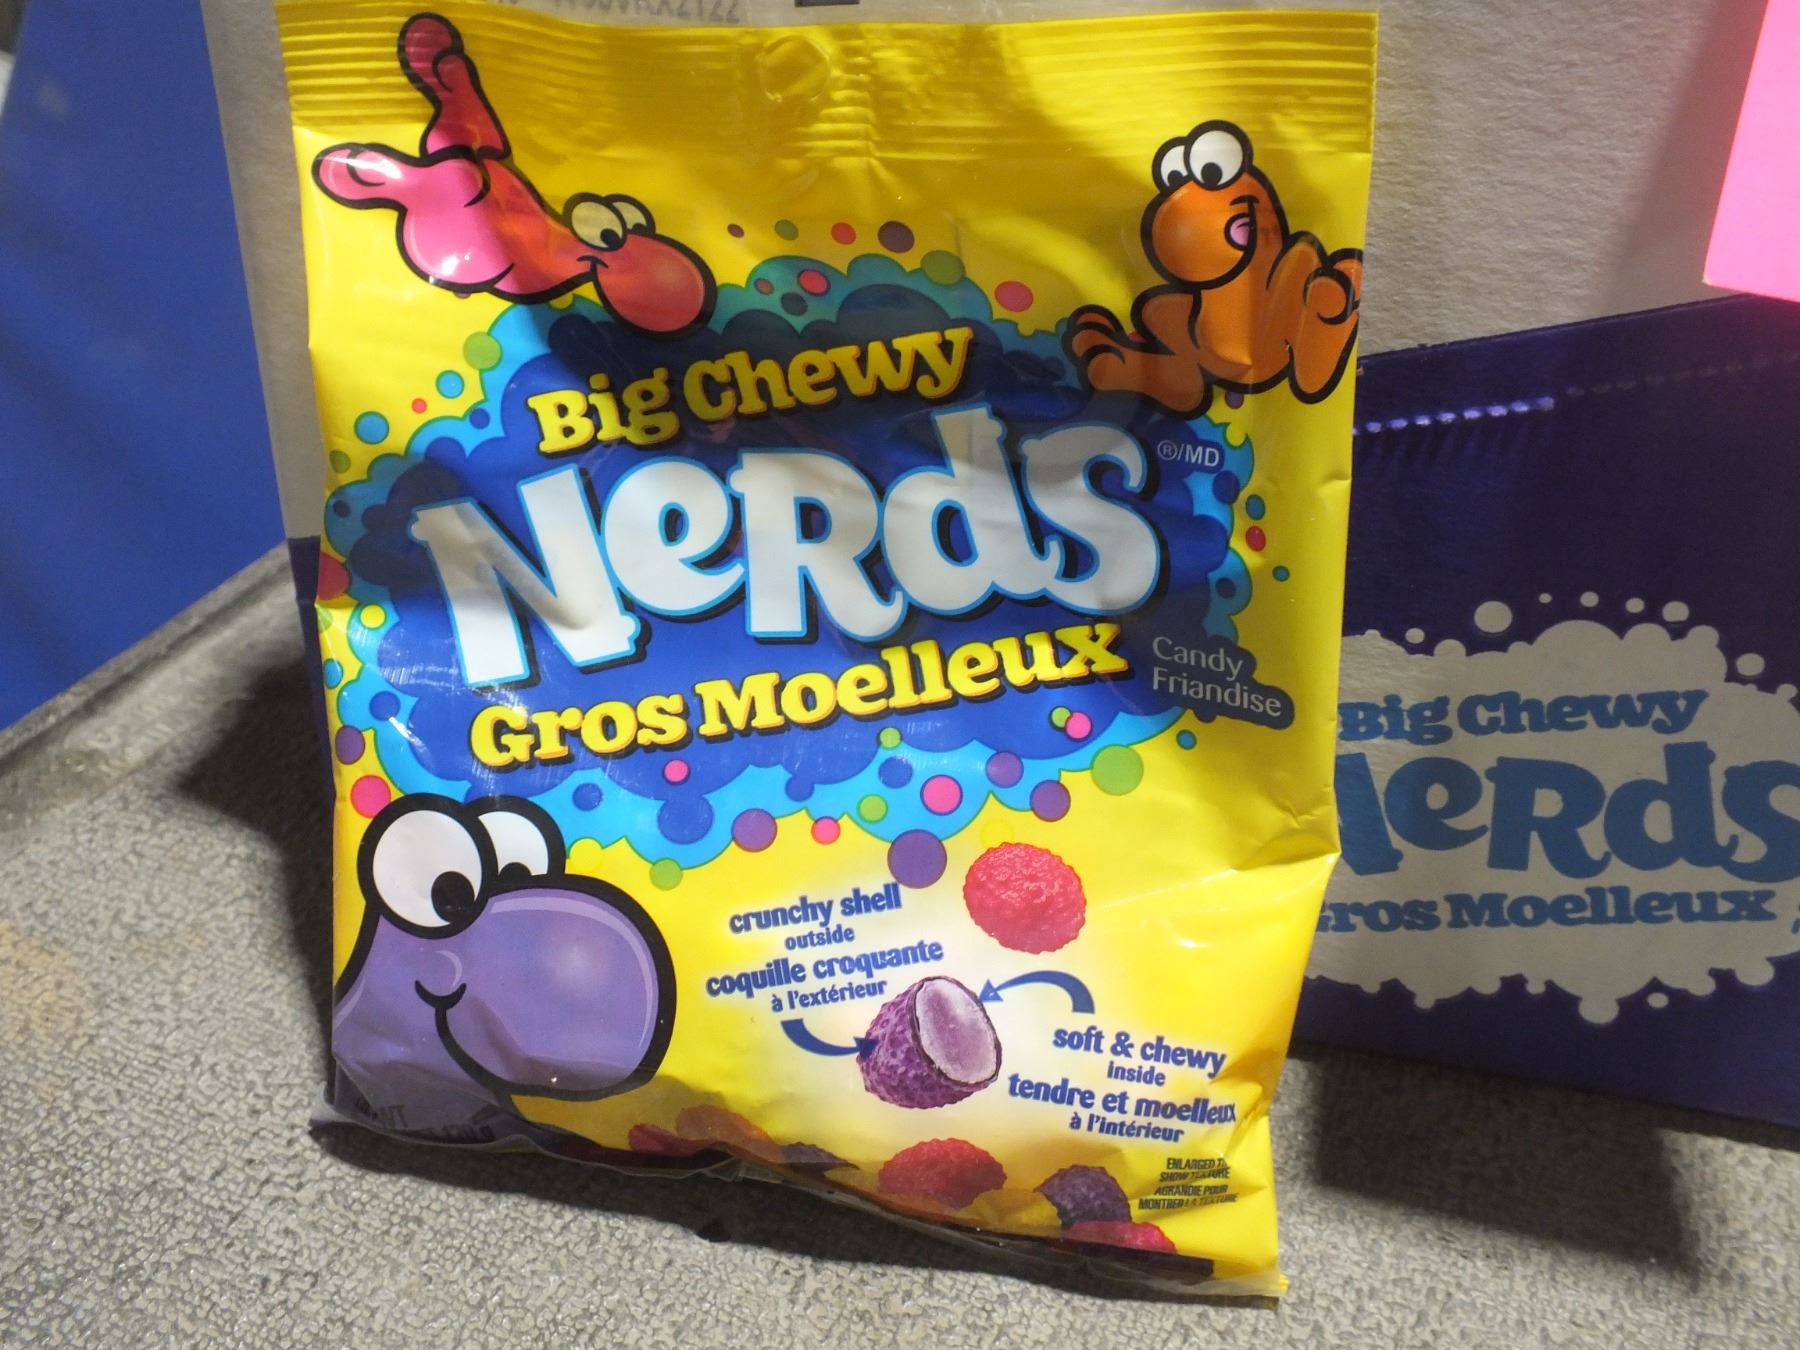 Big Chewy
NeRdS
®/MD
Gros Moelleux
Candy
Friandise
crunchy shell
outside
coquille croquante
à l'extérieur
soft & chewy
inside
tendre et moelleux
à l'intérieur
ENLARGED TO
SHOW TEXTURE
AGRANDIE POUR
MONTRER LA TEXTURE
Big Chewy
NeRdS
Gros Moelleux